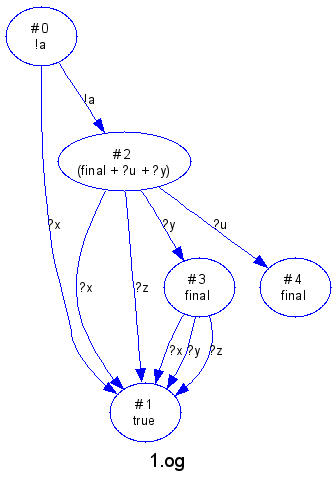 #0
!a
!a
#2
(final + ?u + ?y)
?x
?y
?u
?x
?z
#3
final
#4
final
?x
?y
?z
#1
true
1.og